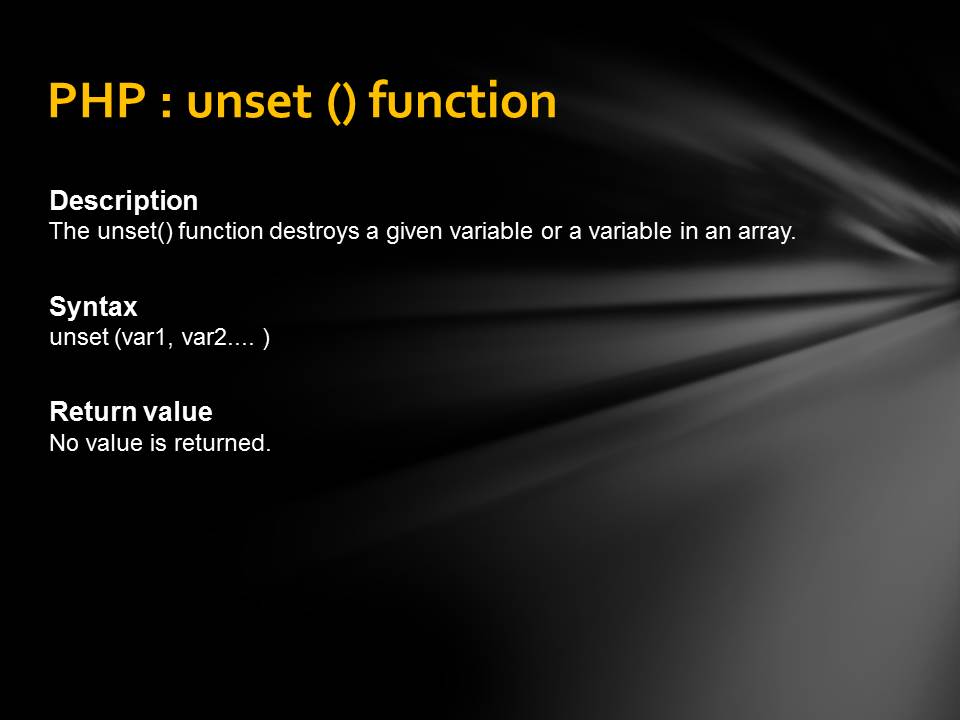 PHP : unset () function
Description
The unset() function destroys a given variable or a variable in an array.
Syntax
unset (var1, var2.... )
Return value
No value is returned.